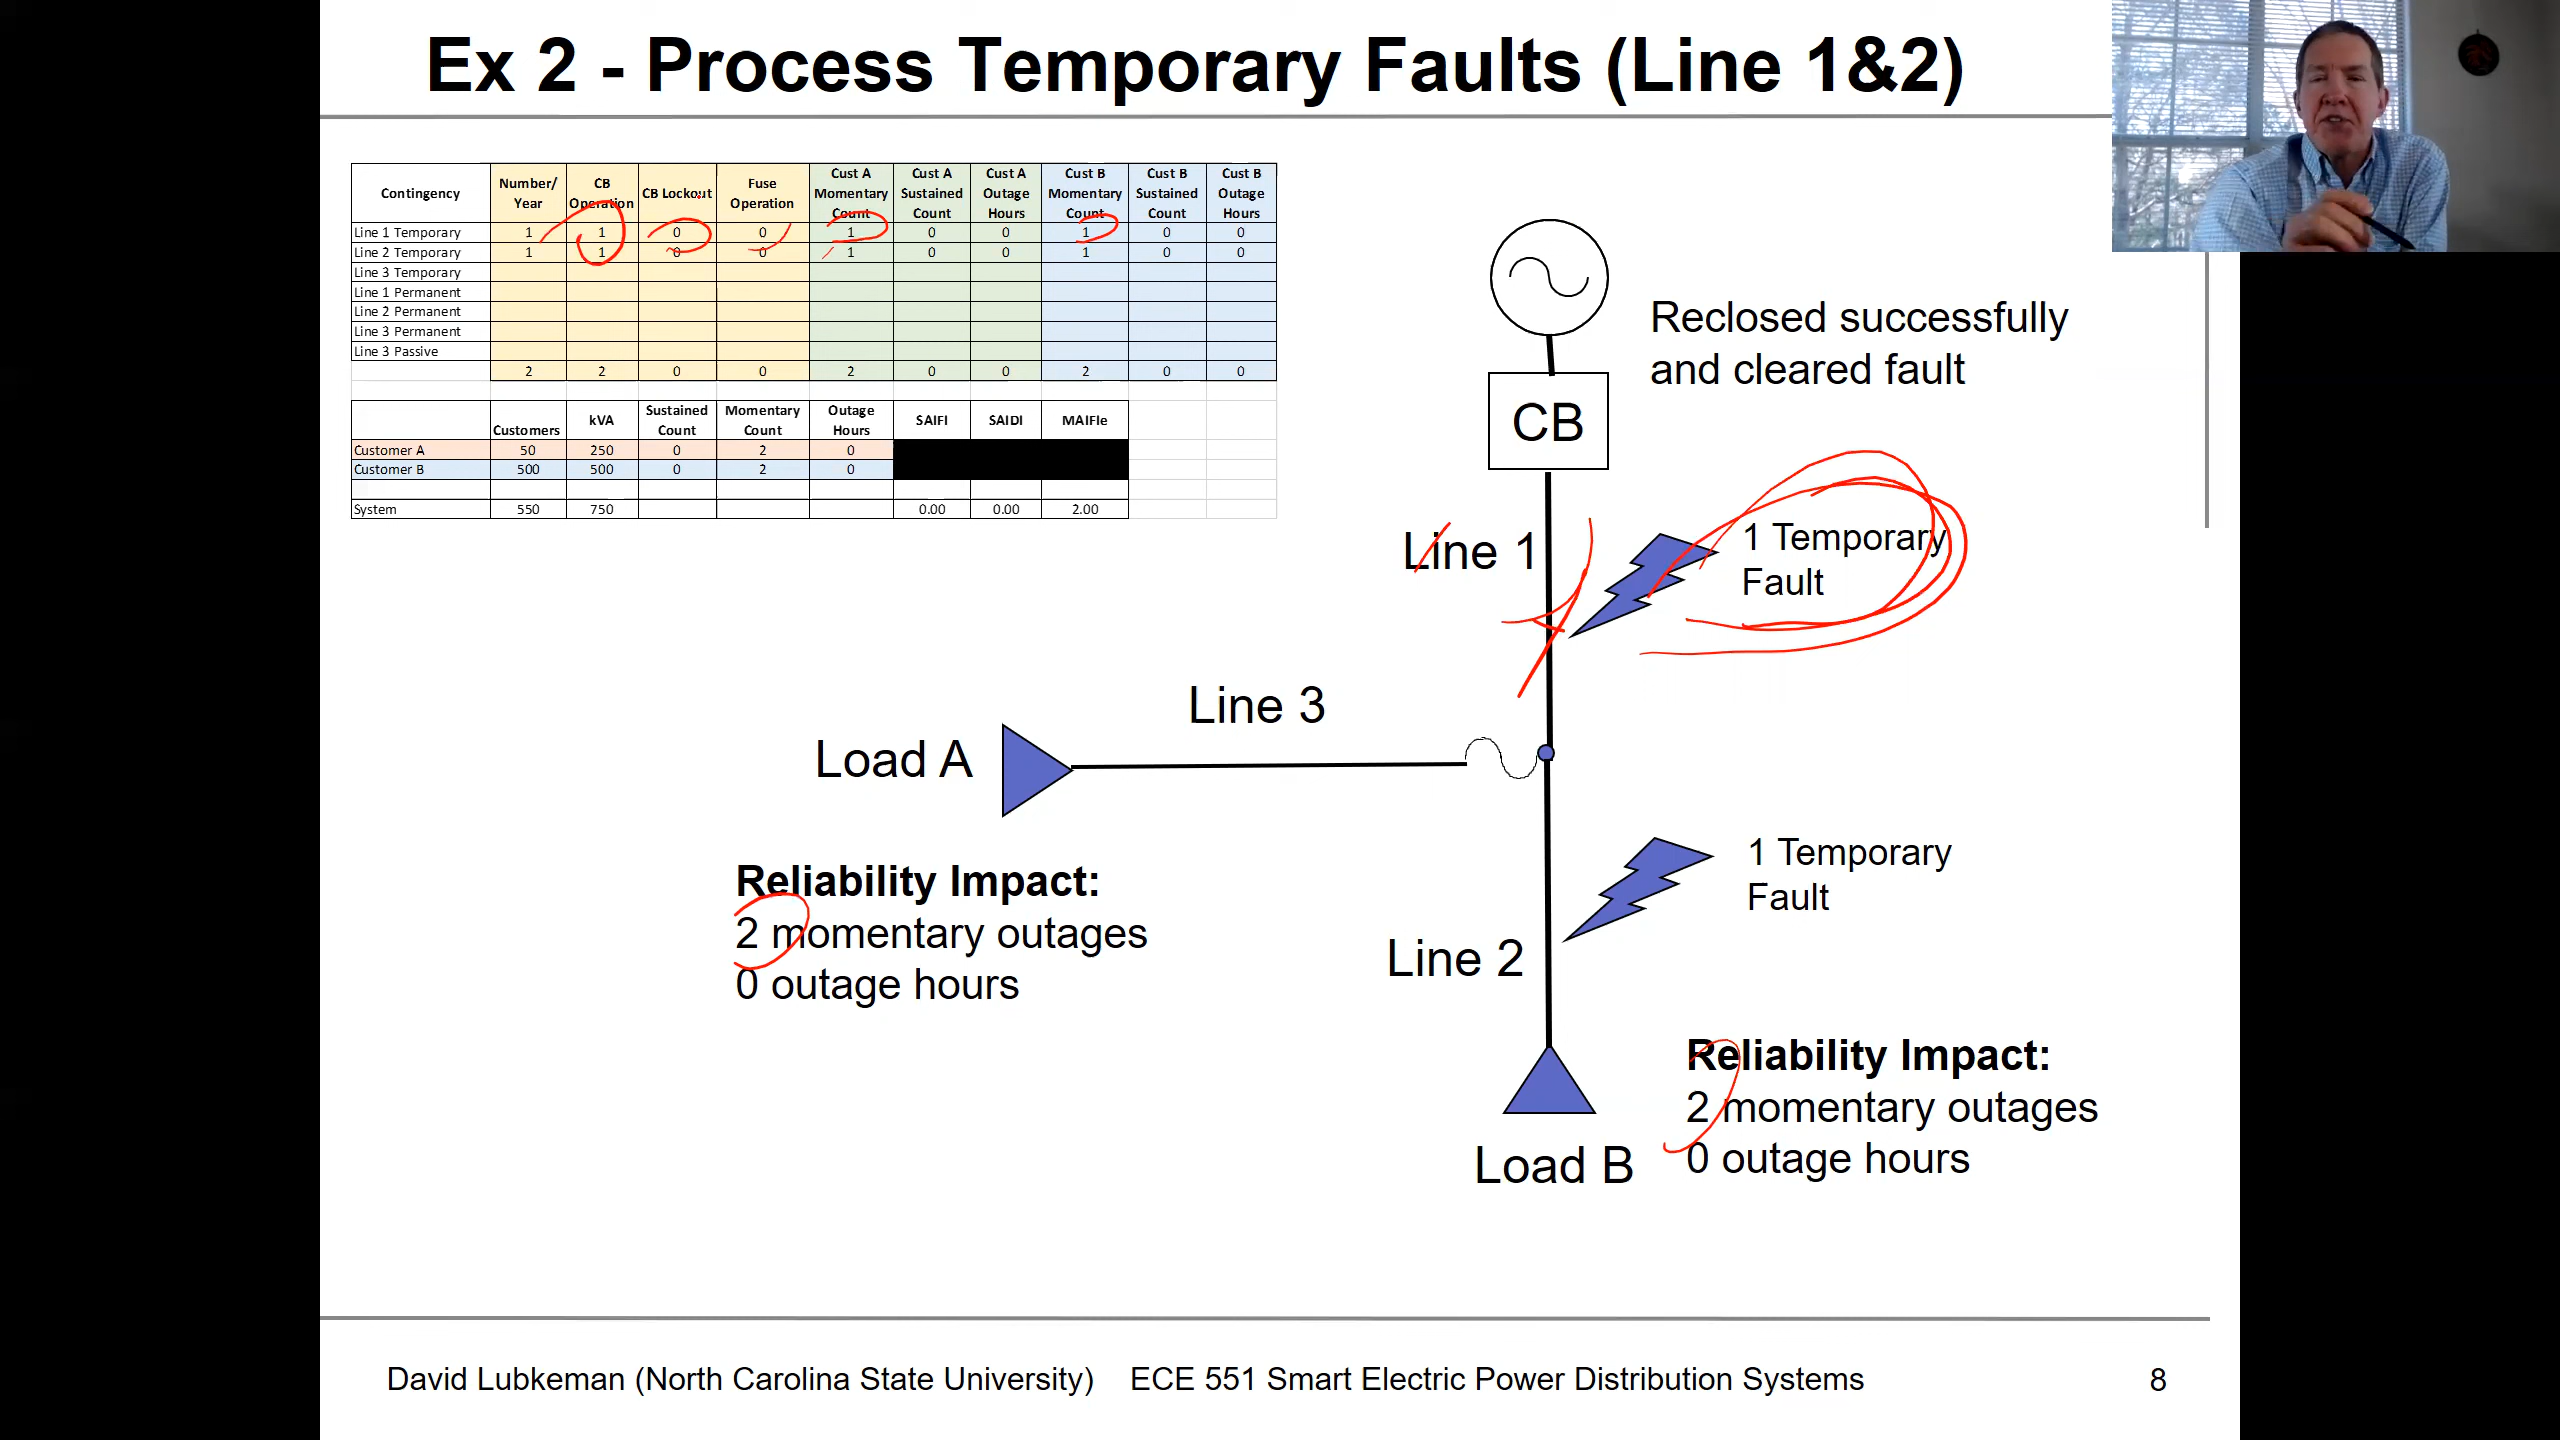 Ex 2 - Process Temporary Faults (Line 1&2)
Contingency Number/ Year CB Operation CB Lockout Fuse Operation Cust A Momentary Count Cust A Sustained Count Cust A Outage Hours Cust B Momentary Count Cust B Sustained Count Cust B Outage Hours
Line 1 Temporary 1 1 0 0 1 0 0 1 0 0
Line 2 Temporary 1 1 0 0 1 0 0 1 0 0
Line 3 Temporary
Line 1 Permanent
Line 2 Permanent
Line 3 Permanent
Line 3 Passive
2 2 0 0 2 0 0 2 0 0
Customers kVA Sustained Count Momentary Count Outage Hours SAIFI SAIDI MAIFIe
Customer A 50 250 0 2 0
Customer B 500 500 0 2 0
System 550 750 0.00 0.00 2.00
Reclosed successfully
and cleared fault
CB
Line 1
1 Temporary
Fault
Line 3
Load A
Reliability Impact:
2 momentary outages
0 outage hours
1 Temporary
Fault
Line 2
Reliability Impact:
2 momentary outages
0 outage hours
Load B
David Lubkeman (North Carolina State University) ECE 551 Smart Electric Power Distribution Systems 8